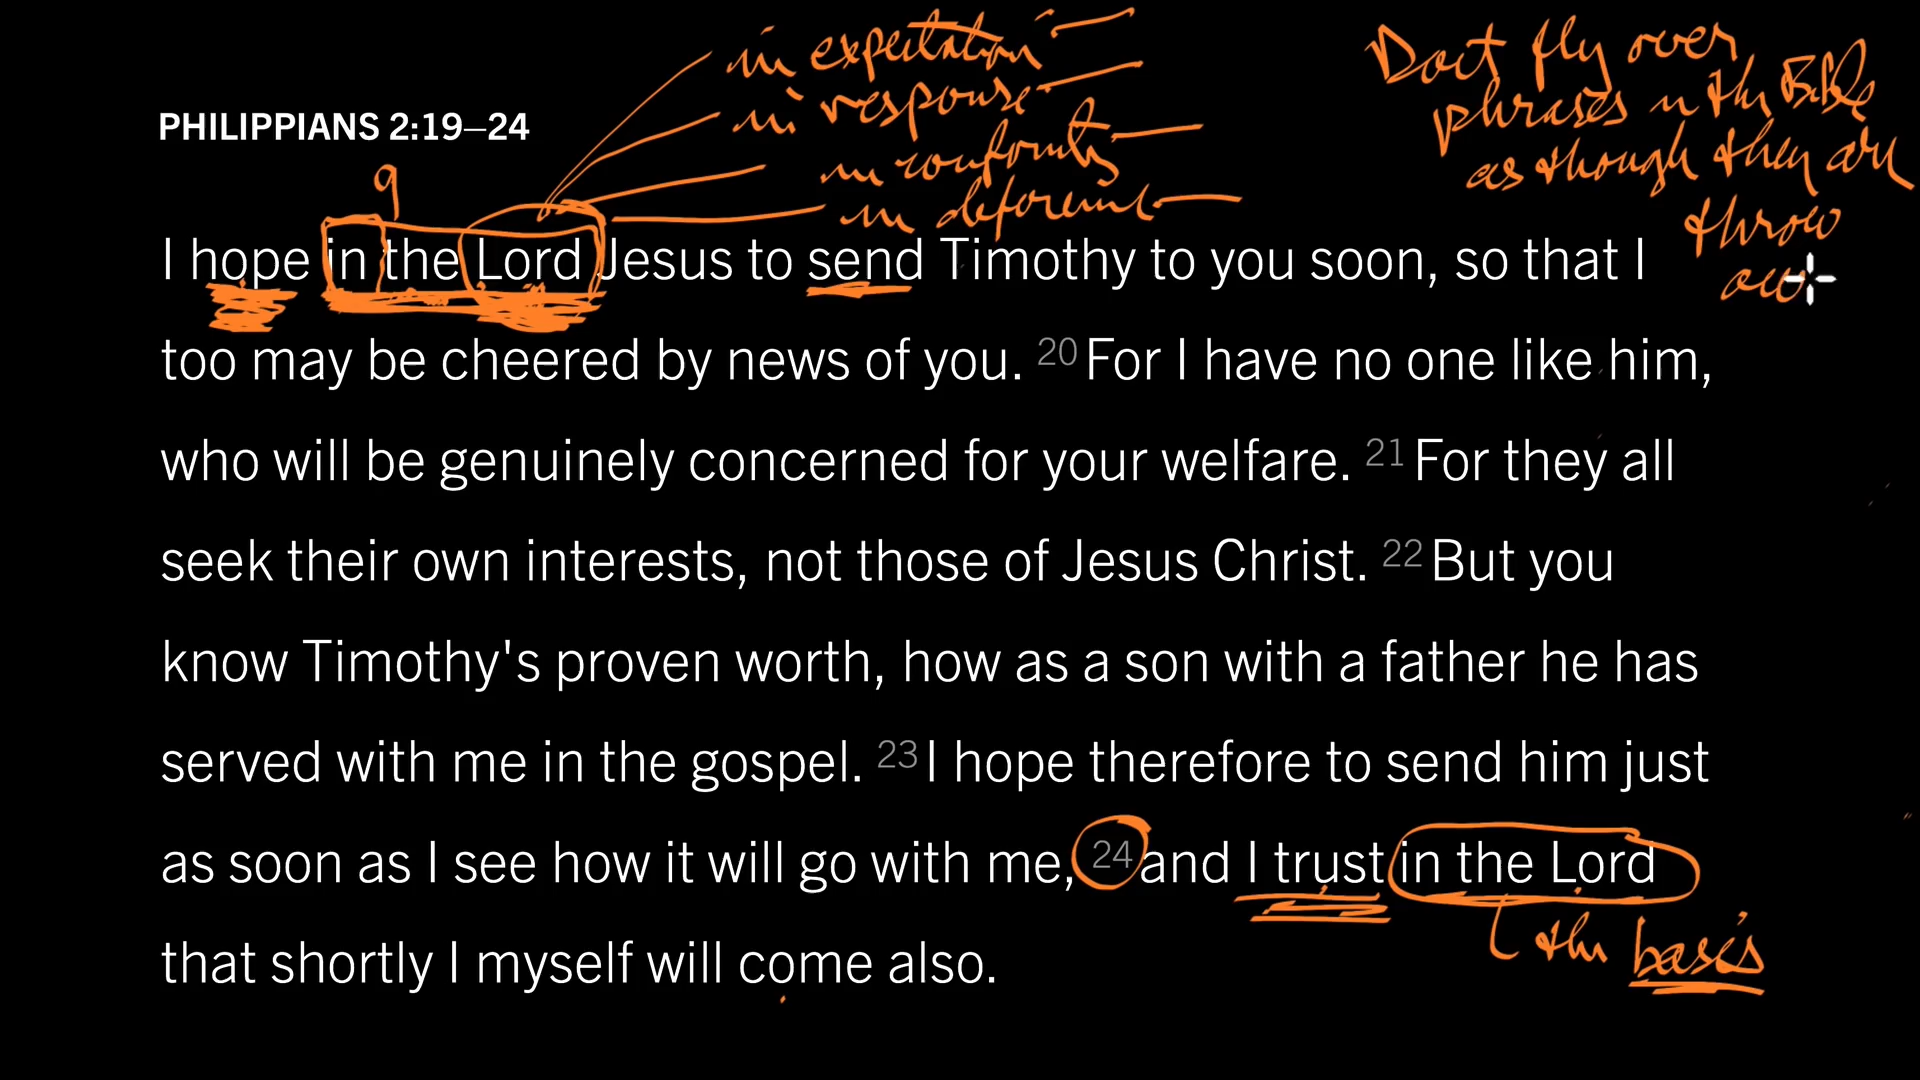 in expectation
in response
in conformity
in deference
Don't fly over
phrases in the Bible
as though they are
throw
PHILIPPIANS 2:19–24
I hope in the Lord Jesus to send Timothy to you soon, so that I
too may be cheered by news of you. 20 For I have no one like him,
who will be genuinely concerned for your welfare. 21 For they all
seek their own interests, not those of Jesus Christ. 22 But you
know Timothy's proven worth, how as a son with a father he has
served with me in the gospel. 23 I hope therefore to send him just
as soon as I see how it will go with me, 24 and I trust in the Lord
the basis
that shortly I myself will come also.